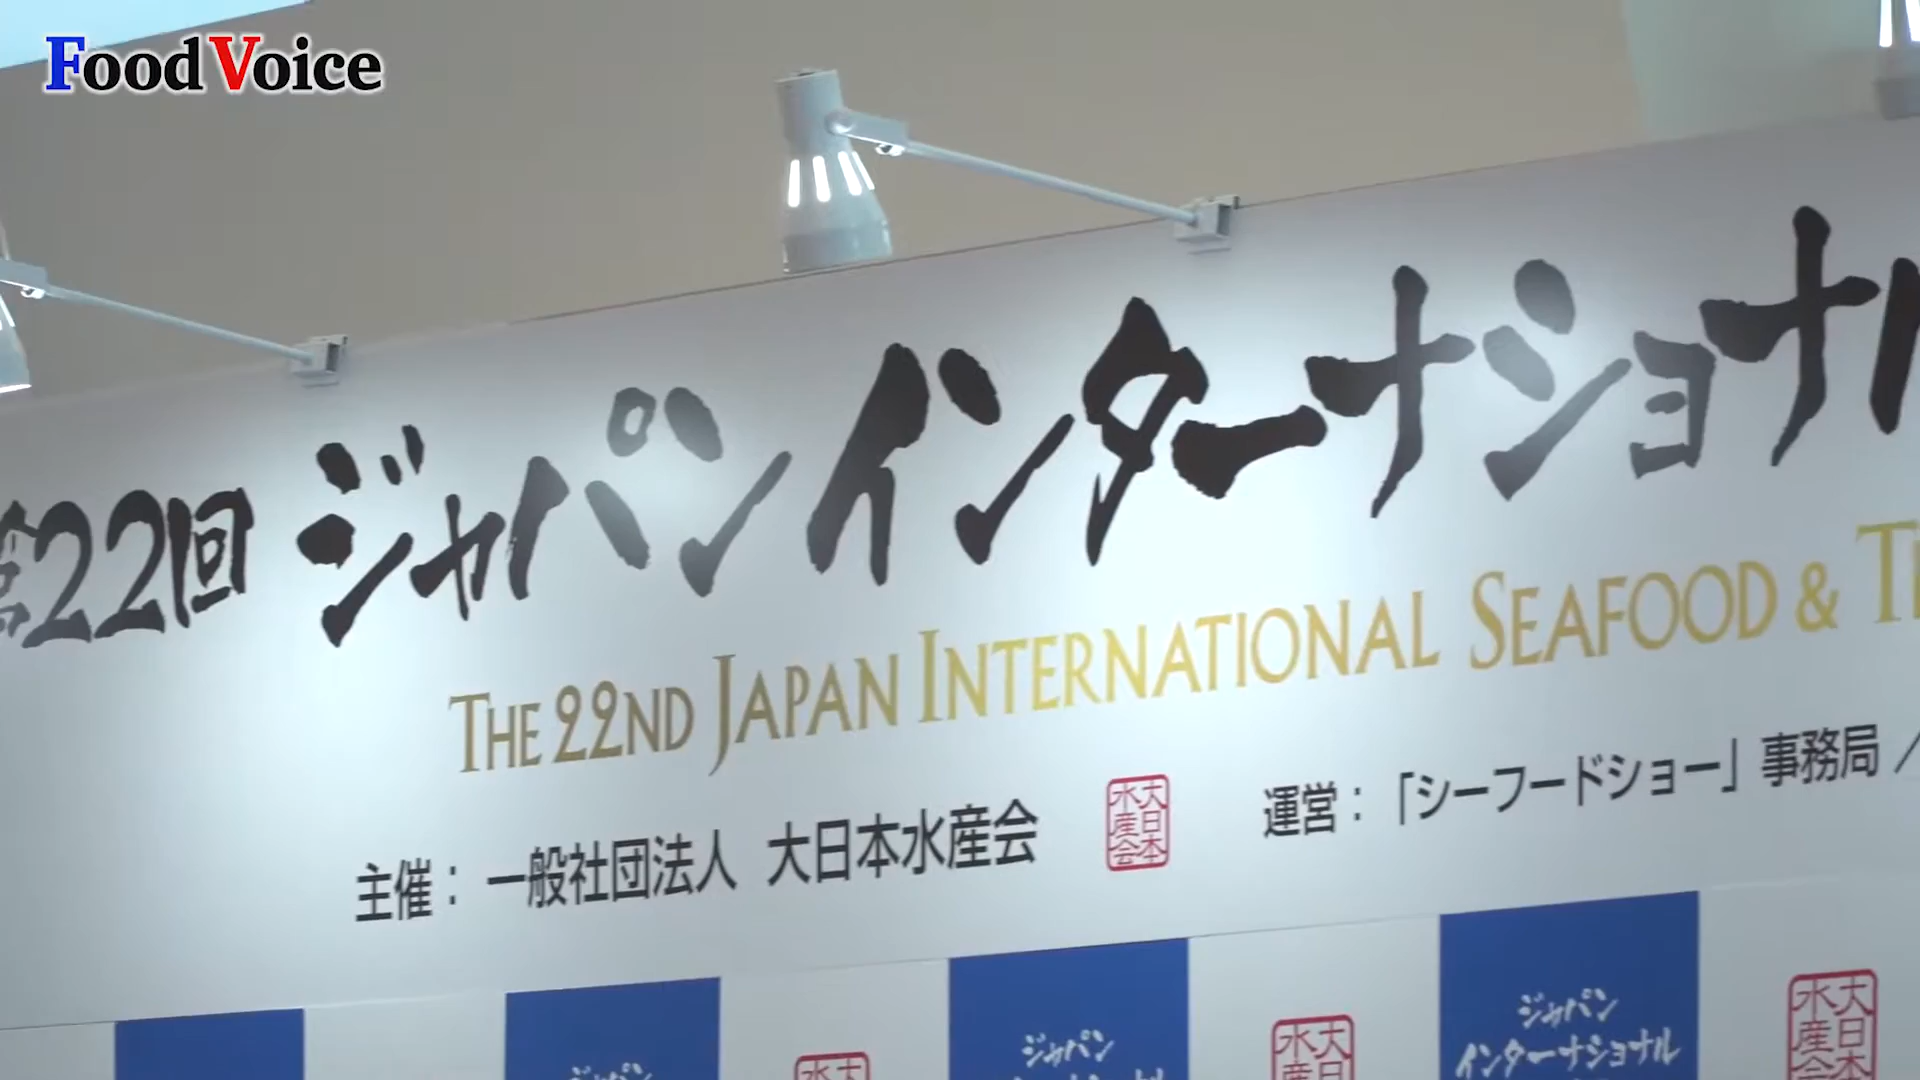 Food Voice
第22回 ジャパンインターナショナル
THE 22ND JAPAN INTERNATIONAL SEAFOOD &
主催： 一般社団法人 大日本水産会
大日本
水産会
運営：「シーフードショー」事務局／
ジャパン
ジャパン
ジャパン
インターナショナル
大日本
水産会